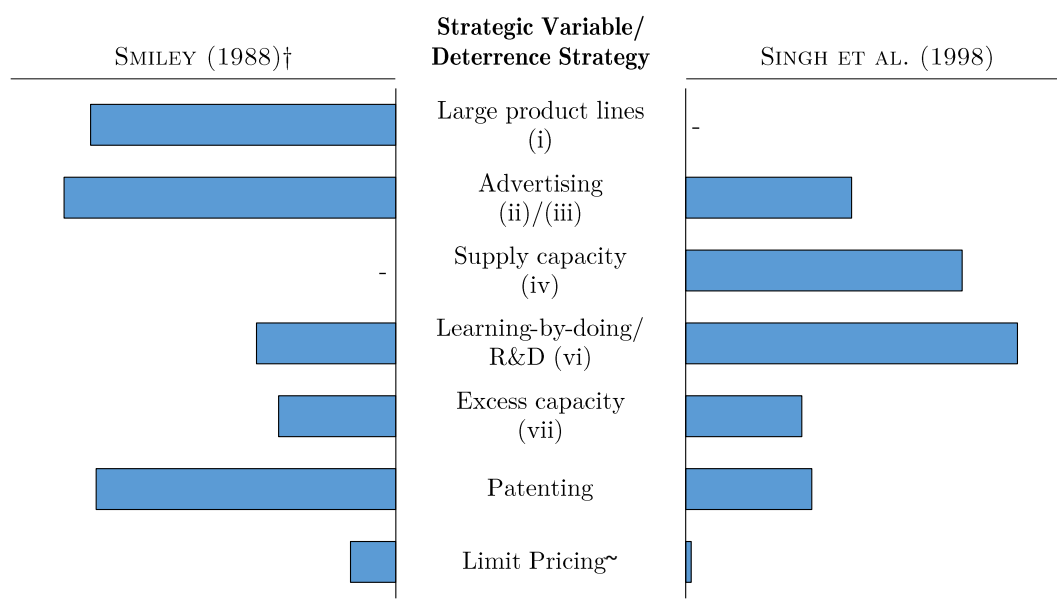 SMILEY (1988)†
Strategic Variable/
Deterrence Strategy
SINGH ET AL. (1998)
Large product lines
(i)
-
Advertising
(ii)/(iii)
-
Supply capacity
(iv)
Learning-by-doing/
R&D (vi)
Excess capacity
(vii)
Patenting
Limit Pricing~